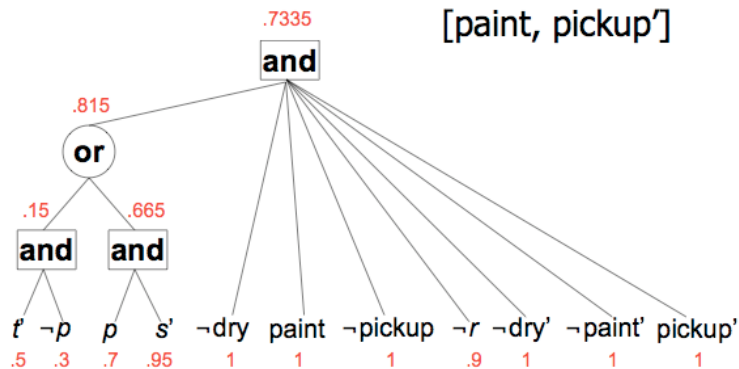 .7335
[paint, pickup’]
and
.815
or
.15 .665
and and
t’ ¬p p s’ ¬dry paint ¬pickup ¬r ¬dry’ ¬paint’ pickup’
.5 .3 .7 .95 1 1 1 .9 1 1 1